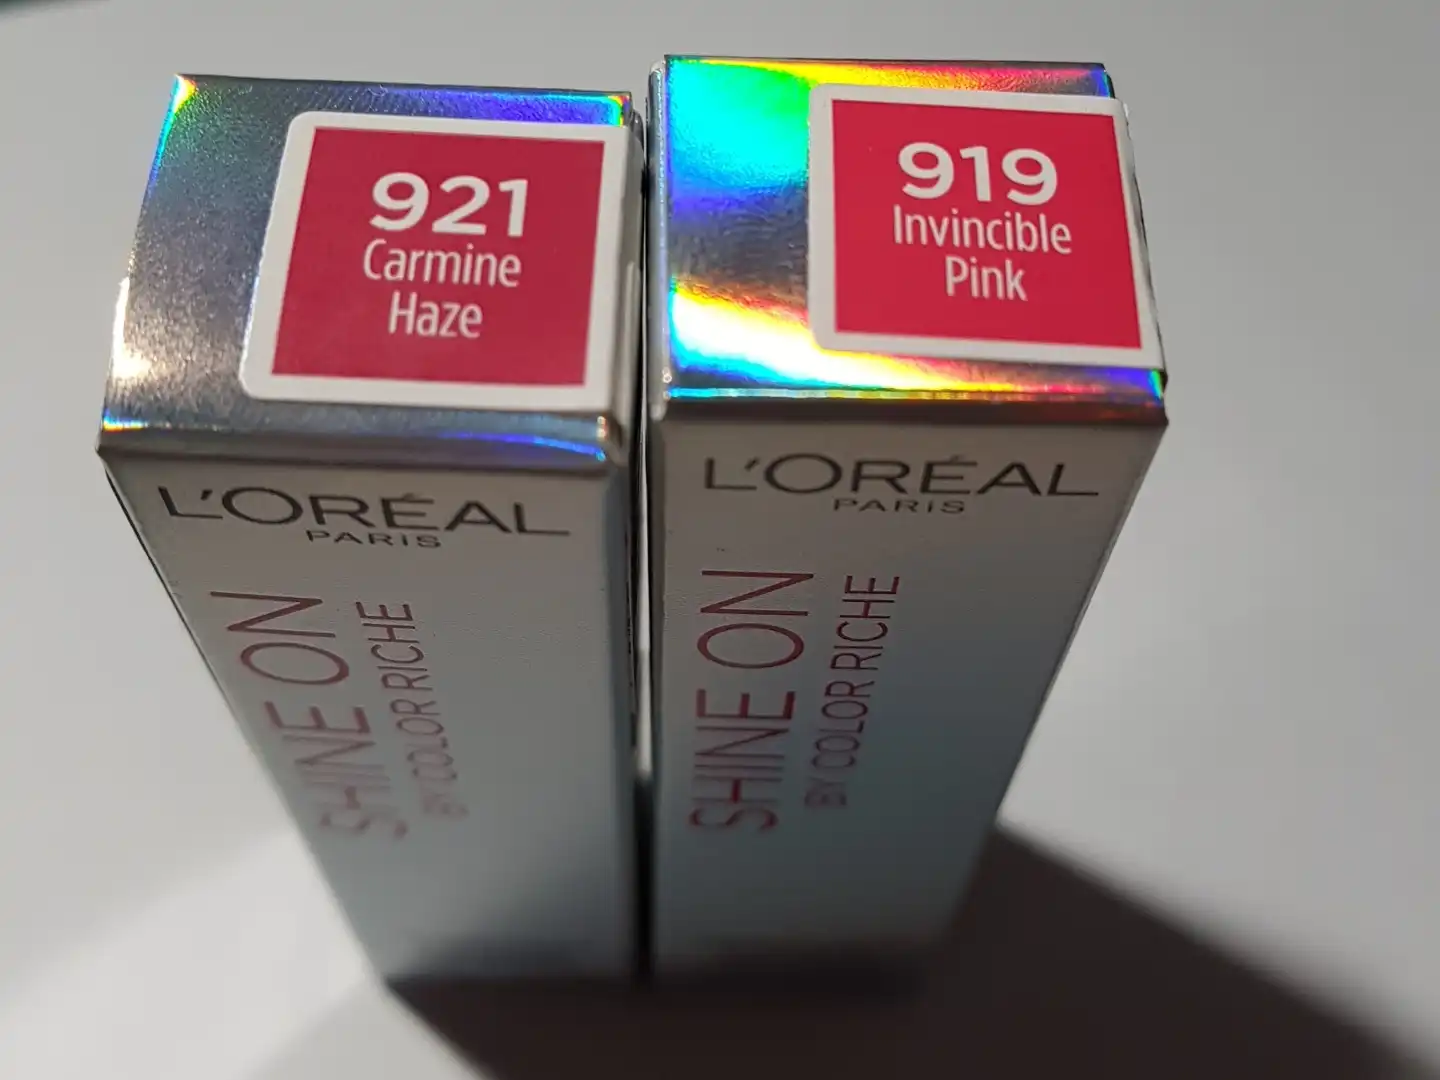 921
Carmine
Haze
L'ORÉAL
PARIS
SHINE ON
BY COLOR RICHE
919
Invincible
Pink
L'ORÉAL
PARIS
SHINE ON
BY COLOR RICHE